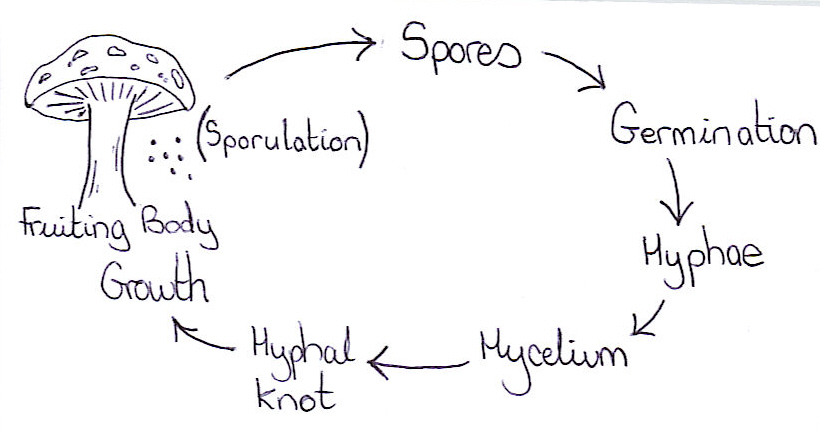 Spores
Germination
Hyphae
Mycelium
Hyphal
knot
Fruiting Body
Growth
(Sporulation)